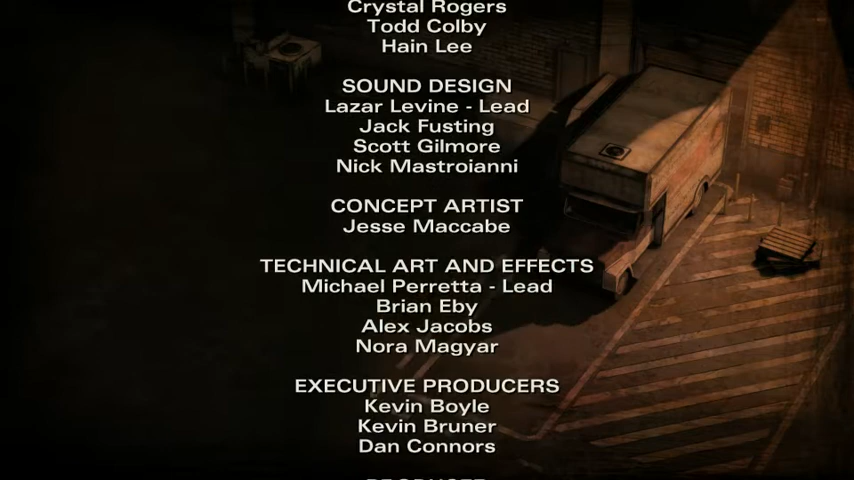 Crystal Rogers
Todd Colby
Hain Lee
SOUND DESIGN
Lazar Levine - Lead
Jack Fusting
Scott Gilmore
Nick Mastroianni
CONCEPT ARTIST
Jesse Maccabe
TECHNICAL ART AND EFFECTS
Michael Perretta - Lead
Brian Eby
Alex Jacobs
Nora Magyar
EXECUTIVE PRODUCERS
Kevin Boyle
Kevin Bruner
Dan Connors